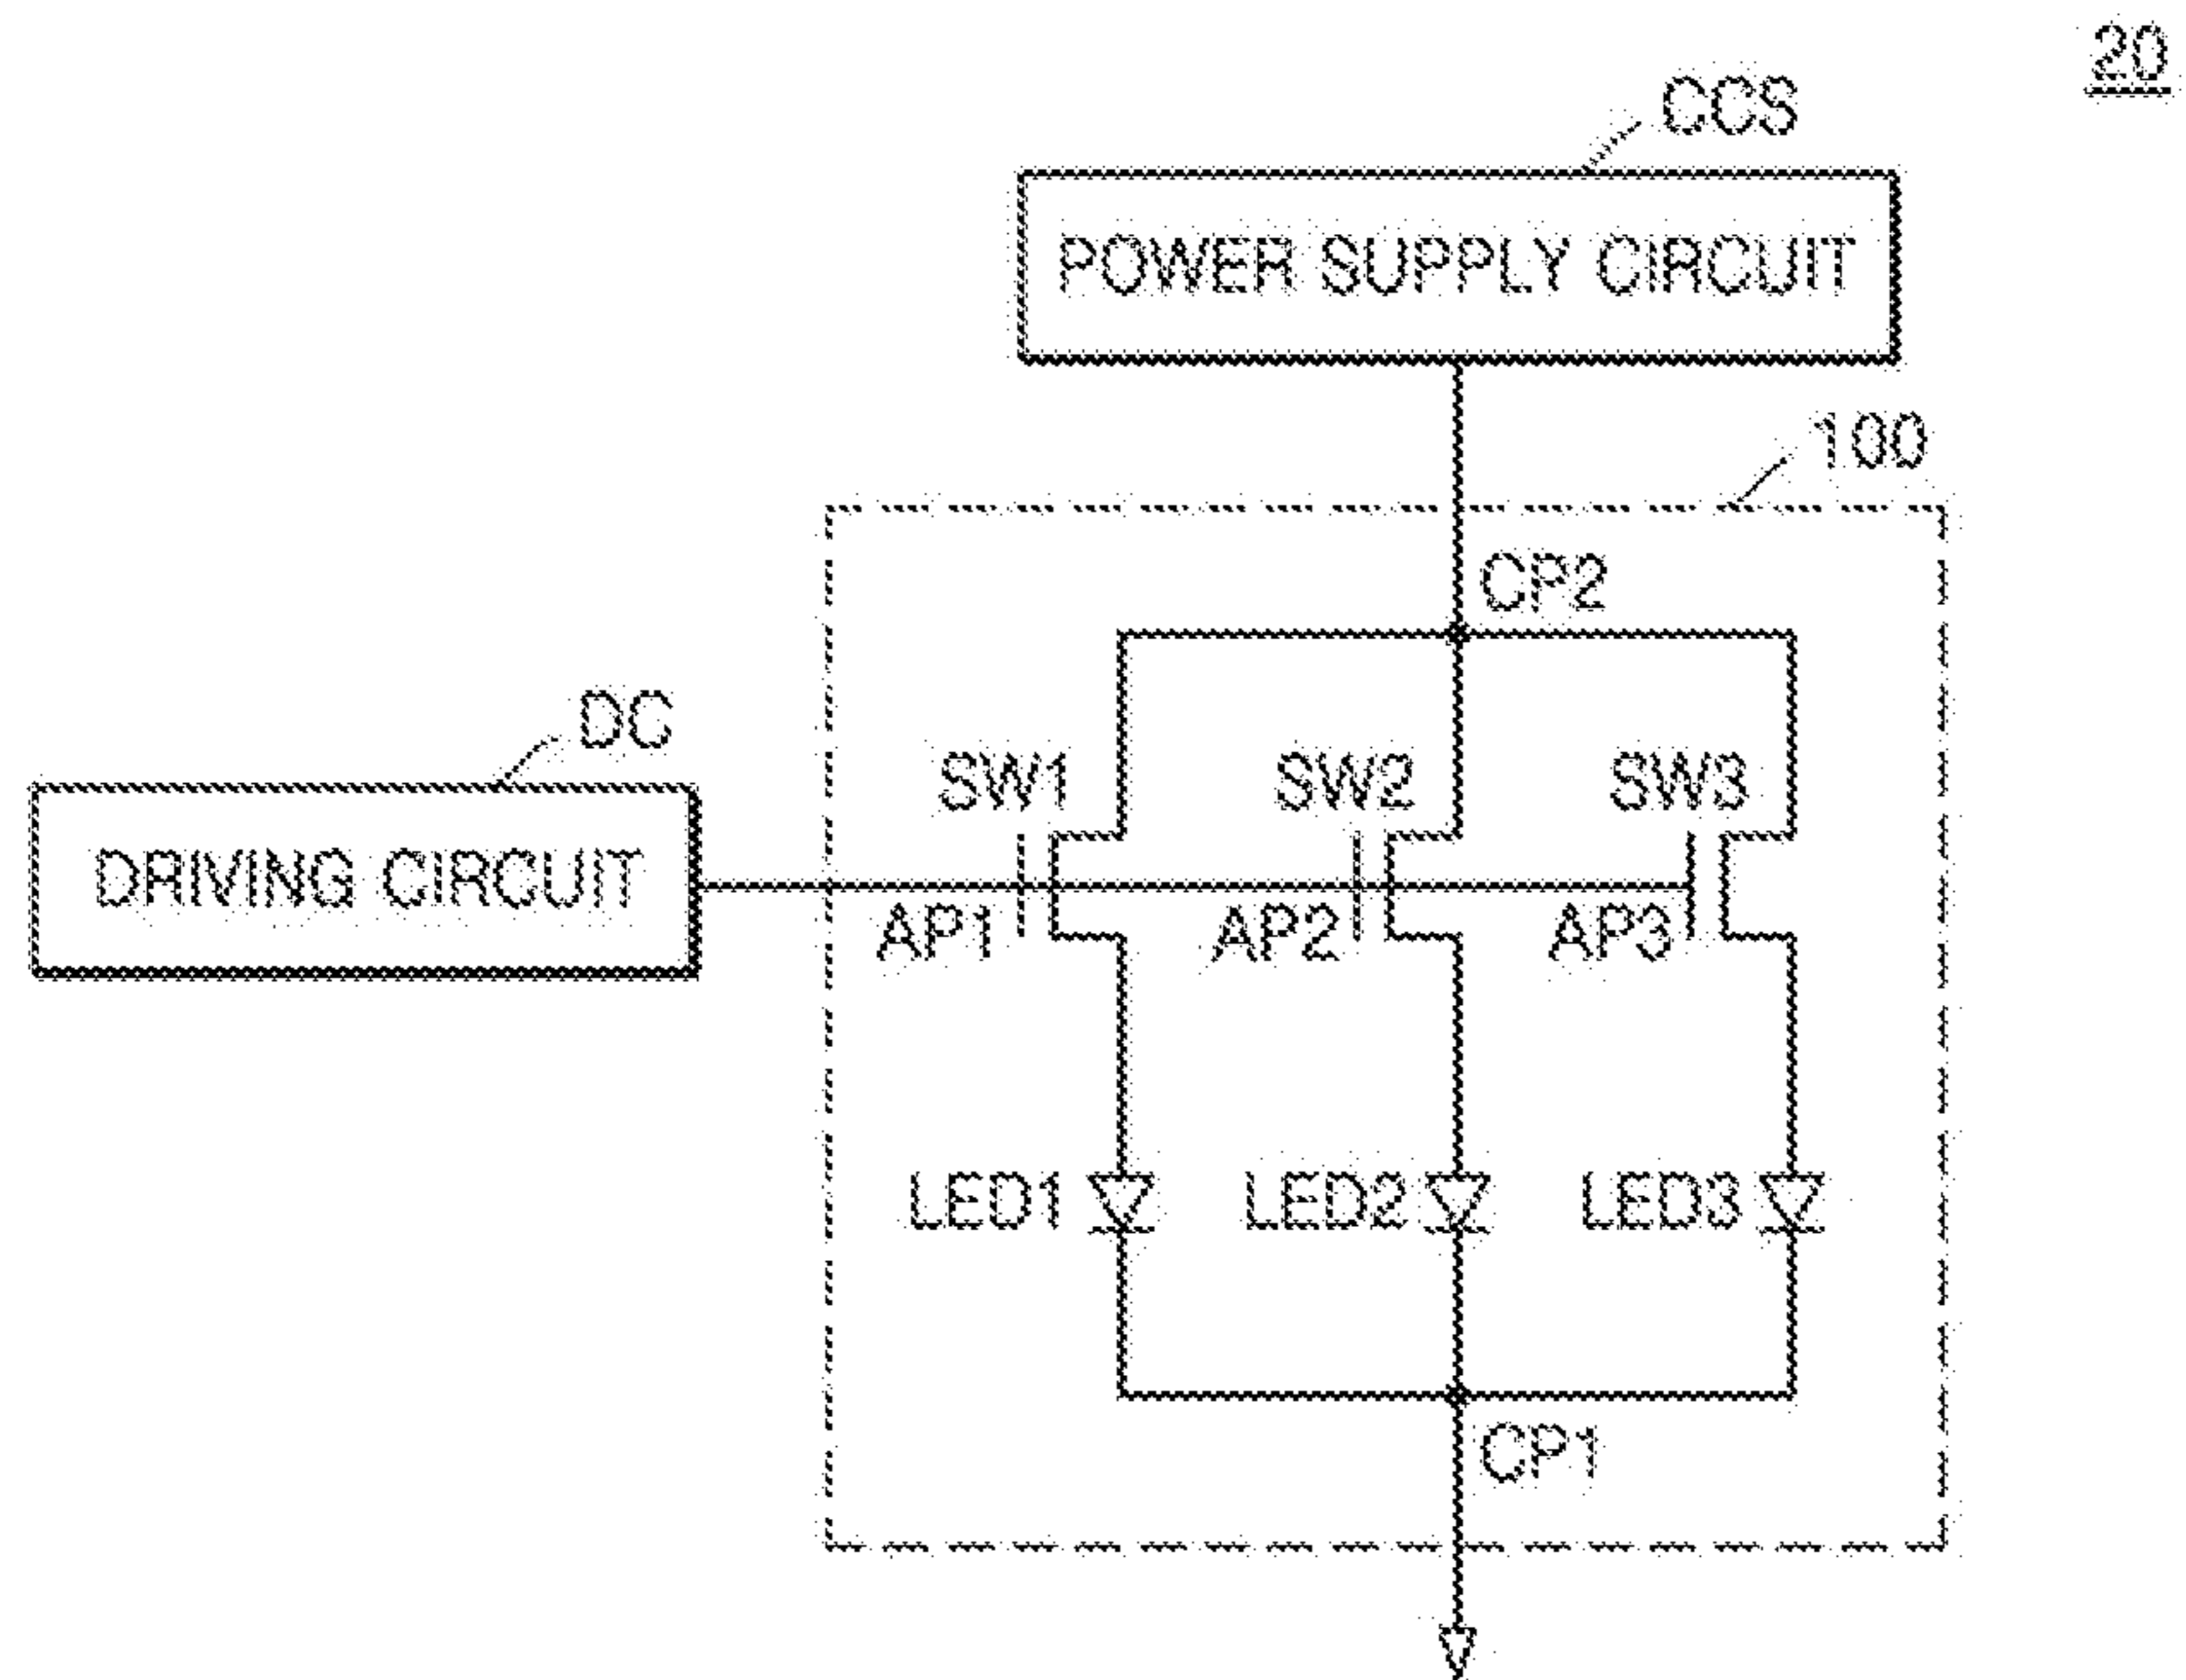 20
CCS
POWER SUPPLY CIRCUIT
100
CP2
DC
SW1 SW2 SW3
DRIVING CIRCUIT
AP1 AP2 AP3
LED1 LED2 LED3
CP1